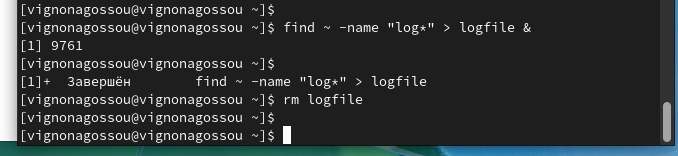 [vignonagossou@vignonagossou ~]$
[vignonagossou@vignonagossou ~]$ find ~ -name "log*" > logfile &
[1] 9761
[vignonagossou@vignonagossou ~]$
[1]+  Завершён        find ~ -name "log*" > logfile
[vignonagossou@vignonagossou ~]$ rm logfile
[vignonagossou@vignonagossou ~]$
[vignonagossou@vignonagossou ~]$